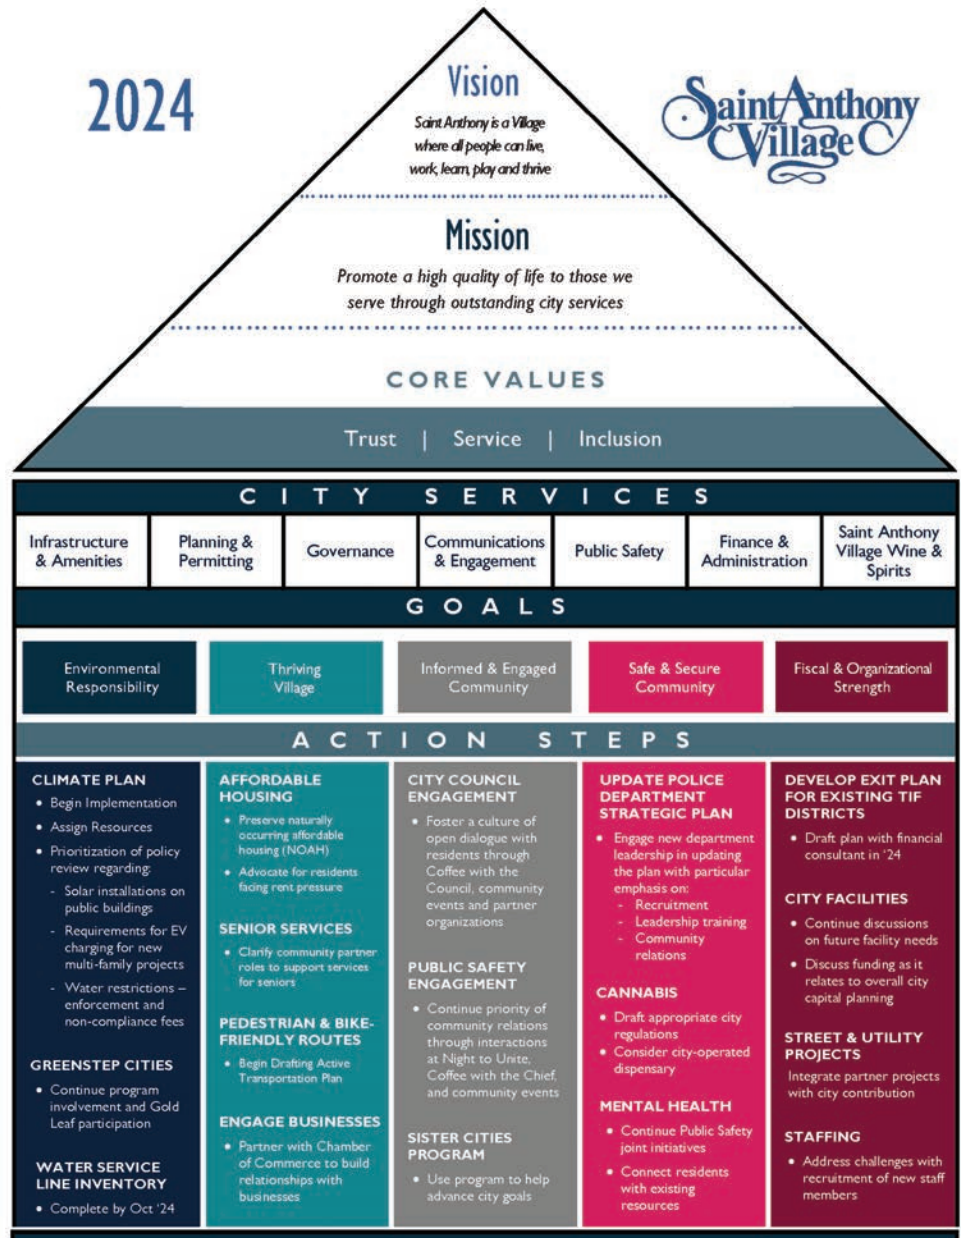 2024
Saint Anthony
Village
Vision
Saint Anthony is a Village
where all people can live,
work, learn, play and thrive
Mission
Promote a high quality of life to those we
serve through outstanding city services
CORE VALUES
Trust | Service | Inclusion
CITY SERVICES
Infrastructure
& Amenities
Planning &
Permitting
Governance
Communications
& Engagement
Public Safety
Finance &
Administration
Saint Anthony
Village Wine &
Spirits
GOALS
Environmental
Responsibility
Thriving
Village
Informed & Engaged
Community
Safe & Secure
Community
Fiscal & Organizational
Strength
ACTION STEPS
CLIMATE PLAN
• Begin Implementation
• Assign Resources
• Prioritization of policy
review regarding:
- Solar installations on
public buildings
- Requirements for EV
charging for new
multi-family projects
- Water restrictions –
enforcement and
non-compliance fees
GREENSTEP CITIES
• Continue program
involvement and Gold
Leaf participation
WATER SERVICE
LINE INVENTORY
• Complete by Oct '24
AFFORDABLE
HOUSING
• Preserve naturally
occurring affordable
housing (NOAH)
• Advocate for residents
facing rent pressure
SENIOR SERVICES
• Clarify community partner
roles to support services
for seniors
PEDESTRIAN & BIKE-
FRIENDLY ROUTES
• Begin Drafting Active
Transportation Plan
ENGAGE BUSINESSES
• Partner with Chamber
of Commerce to build
relationships with
businesses
CITY COUNCIL
ENGAGEMENT
• Foster a culture of
open dialogue with
residents through
Coffee with the
Council, community
events and partner
organizations
PUBLIC SAFETY
ENGAGEMENT
• Continue priority of
community relations
through interactions
at Night to Unite,
Coffee with the Chief,
and community events
SISTER CITIES
PROGRAM
• Use program to help
advance city goals
UPDATE POLICE
DEPARTMENT
STRATEGIC PLAN
• Engage new department
leadership in updating
the plan with particular
emphasis on:
- Recruitment
- Leadership training
- Community
relations
CANNABIS
• Draft appropriate city
regulations
• Consider city-operated
dispensary
MENTAL HEALTH
• Continue Public Safety
joint initiatives
• Connect residents
with existing
resources
DEVELOP EXIT PLAN
FOR EXISTING TIF
DISTRICTS
• Draft plan with financial
consultant in '24
CITY FACILITIES
• Continue discussions
on future facility needs
• Discuss funding as it
relates to overall city
capital planning
STREET & UTILITY
PROJECTS
Integrate partner projects
with city contribution
STAFFING
• Address challenges with
recruitment of new staff
members